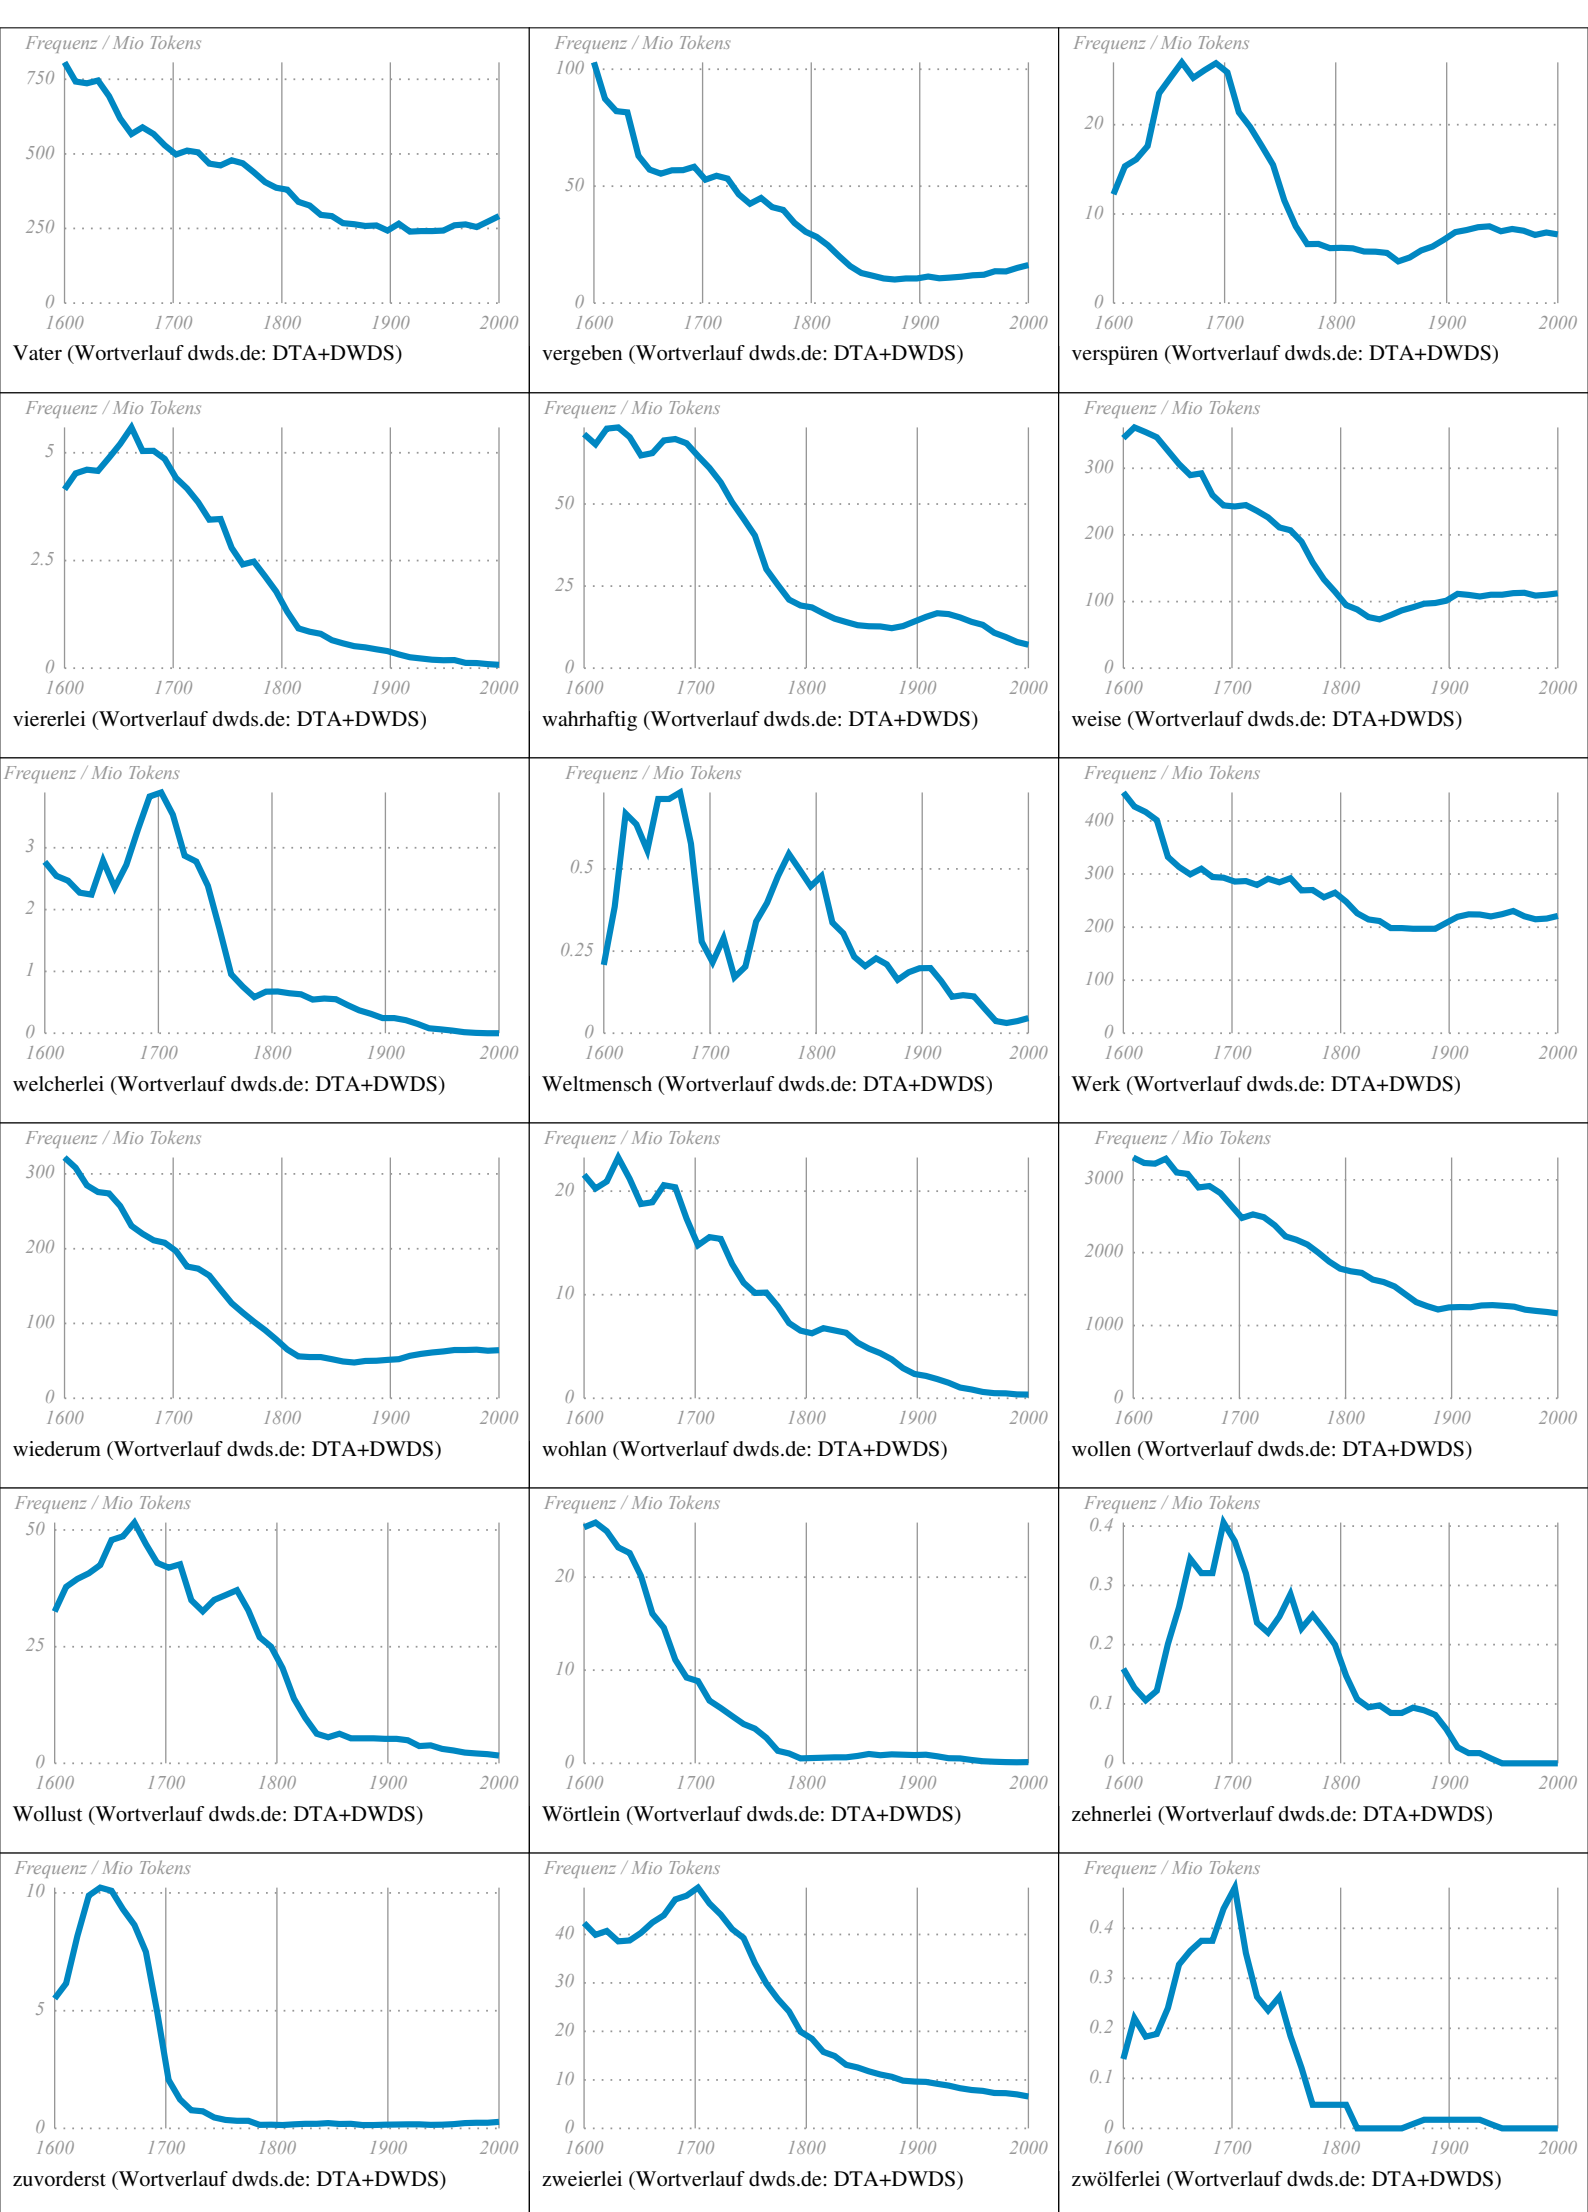 Frequenz / Mio Tokens
750
500
250
0
1600 1700 1800 1900 2000
Vater (Wortverlauf dwds.de: DTA+DWDS)
Frequenz / Mio Tokens
100
50
0
1600 1700 1800 1900 2000
vergeben (Wortverlauf dwds.de: DTA+DWDS)
Frequenz / Mio Tokens
20
10
0
1600 1700 1800 1900 2000
verspüren (Wortverlauf dwds.de: DTA+DWDS)
Frequenz / Mio Tokens
5
2.5
0
1600 1700 1800 1900 2000
viererlei (Wortverlauf dwds.de: DTA+DWDS)
Frequenz / Mio Tokens
50
25
0
1600 1700 1800 1900 2000
wahrhaftig (Wortverlauf dwds.de: DTA+DWDS)
Frequenz / Mio Tokens
300
200
100
0
1600 1700 1800 1900 2000
weise (Wortverlauf dwds.de: DTA+DWDS)
Frequenz / Mio Tokens
3
2
1
0
1600 1700 1800 1900 2000
welcherlei (Wortverlauf dwds.de: DTA+DWDS)
Frequenz / Mio Tokens
0.5
0.25
0
1600 1700 1800 1900 2000
Weltmensch (Wortverlauf dwds.de: DTA+DWDS)
Frequenz / Mio Tokens
400
300
200
100
0
1600 1700 1800 1900 2000
Werk (Wortverlauf dwds.de: DTA+DWDS)
Frequenz / Mio Tokens
300
200
100
0
1600 1700 1800 1900 2000
wiederum (Wortverlauf dwds.de: DTA+DWDS)
Frequenz / Mio Tokens
20
10
0
1600 1700 1800 1900 2000
wohlan (Wortverlauf dwds.de: DTA+DWDS)
Frequenz / Mio Tokens
3000
2000
1000
0
1600 1700 1800 1900 2000
wollen (Wortverlauf dwds.de: DTA+DWDS)
Frequenz / Mio Tokens
50
25
0
1600 1700 1800 1900 2000
Wollust (Wortverlauf dwds.de: DTA+DWDS)
Frequenz / Mio Tokens
20
10
0
1600 1700 1800 1900 2000
Wörtlein (Wortverlauf dwds.de: DTA+DWDS)
Frequenz / Mio Tokens
0.4
0.3
0.2
0.1
0
1600 1700 1800 1900 2000
zehnerlei (Wortverlauf dwds.de: DTA+DWDS)
Frequenz / Mio Tokens
10
5
0
1600 1700 1800 1900 2000
zuvorderst (Wortverlauf dwds.de: DTA+DWDS)
Frequenz / Mio Tokens
40
30
20
10
0
1600 1700 1800 1900 2000
zweierlei (Wortverlauf dwds.de: DTA+DWDS)
Frequenz / Mio Tokens
0.4
0.3
0.2
0.1
0
1600 1700 1800 1900 2000
zwölferlei (Wortverlauf dwds.de: DTA+DWDS)